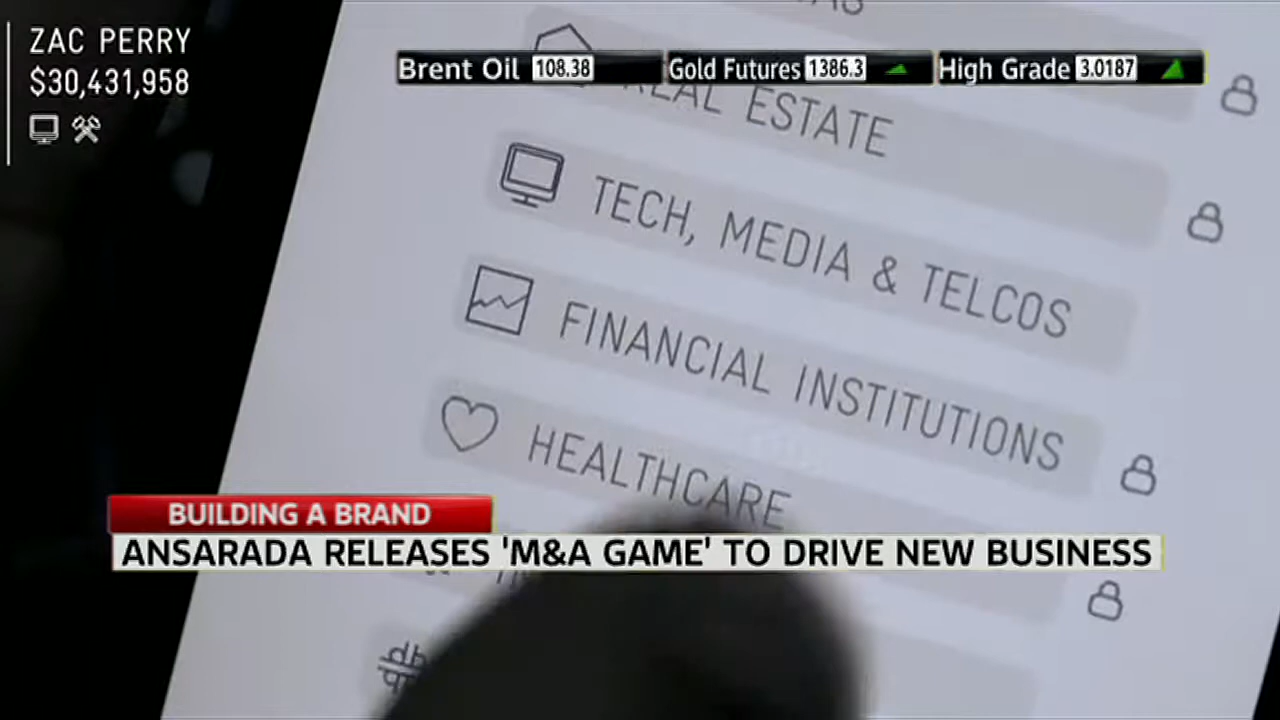 ZAC PERRY
$30,431,958
Brent Oil 108.38
Gold Futures 1386.3
High Grade 3.0187
REAL ESTATE
TECH, MEDIA & TELCOS
FINANCIAL INSTITUTIONS
HEALTHCARE
BUILDING A BRAND
ANSARADA RELEASES 'M&A GAME' TO DRIVE NEW BUSINESS